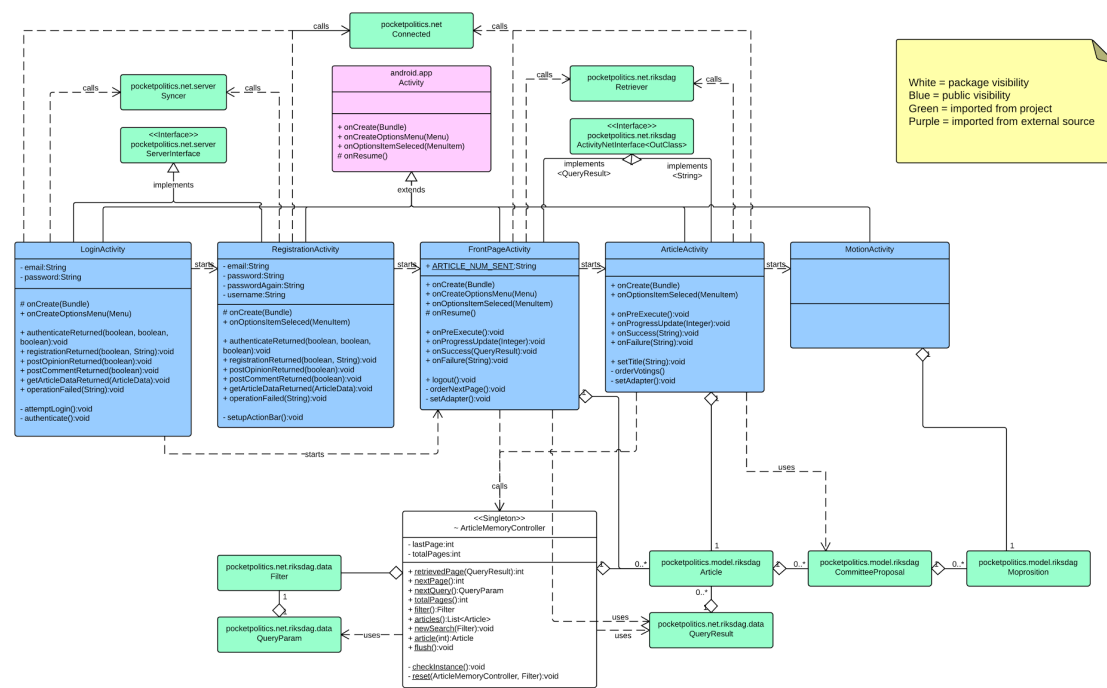 pocketpolitics.net
Connected
calls
calls
android.app
Activity
+ onCreate(Bundle)
+ onCreateOptionsMenu(Menu)
+ onOptionsItemSeleced(MenuItem)
# onResume()
pocketpolitics.net.server
Syncer
calls
calls
pocketpolitics.net.riksdag
Retriever
calls
calls
White = package visibility
Blue = public visibility
Green = imported from project
Purple = imported from external source
<<Interface>>
pocketpolitics.net.server
ServerInterface
<<Interface>>
pocketpolitics.net.riksdag
ActivityNetInterface<OutClass>
implements
extends
implements
<QueryResult>
implements
<String>
LoginActivity
- email:String
- password:String
# onCreate(Bundle)
+ onCreateOptionsMenu(Menu)
+ authenticateReturned(boolean, boolean,
boolean):void
+ registrationReturned(boolean, String):void
+ postOpinionReturned(boolean):void
+ postCommentReturned(boolean):void
+ getArticleDataReturned(ArticleData):void
+ operationFailed(String):void
- attemptLogin():void
- authenticate():void
starts
RegistrationActivity
- email:String
- password:String
- passwordAgain:String
- username:String
# onCreate(Bundle)
+ onOptionsItemSeleced(MenuItem)
+ authenticateReturned(boolean, boolean,
boolean):void
+ registrationReturned(boolean, String):void
+ postOpinionReturned(boolean):void
+ postCommentReturned(boolean):void
+ getArticleDataReturned(ArticleData):void
+ operationFailed(String):void
- setupActionBar():void
starts
FrontPageActivity
+ ARTICLE_NUM_SENT:String
+ onCreate(Bundle)
+ onCreateOptionsMenu(Menu)
+ onOptionsItemSeleced(MenuItem)
# onResume()
+ onPreExecute():void
+ onProgressUpdate(Integer):void
+ onSuccess(QueryResult):void
+ onFailure(String):void
+ logout():void
- orderNextPage():void
- setAdapter():void
starts
ArticleActivity
+ onCreate(Bundle)
+ onOptionsItemSeleced(MenuItem)
+ onPreExecute():void
+ onProgressUpdate(Integer):void
+ onSuccess(String):void
+ onFailure(String):void
+ setTitle(String):void
- orderVotings()
- setAdapter():void
starts
MotionActivity
1
1
1
starts
calls
uses
<<Singleton>>
~ ArticleMemoryController
- lastPage:int
- totalPages:int
+ retrievedPage(QueryResult):int
+ nextPage():int
+ nextQuery():QueryParam
+ totalPages():int
+ filter():Filter
+ articles():List<Article>
+ newSearch(Filter):void
+ article(int):Article
+ flush():void
- checkInstance():void
- reset(ArticleMemoryController, Filter):void
pocketpolitics.net.riksdag.data
Filter
1
1
pocketpolitics.net.riksdag.data
QueryParam
uses
1
0..*
1
pocketpolitics.model.riksdag
Article
1
0..*
pocketpolitics.model.riksdag
CommitteeProposal
1
0..*
1
pocketpolitics.model.riksdag
Moprosition
0..*
1
uses
uses
pocketpolitics.net.riksdag.data
QueryResult